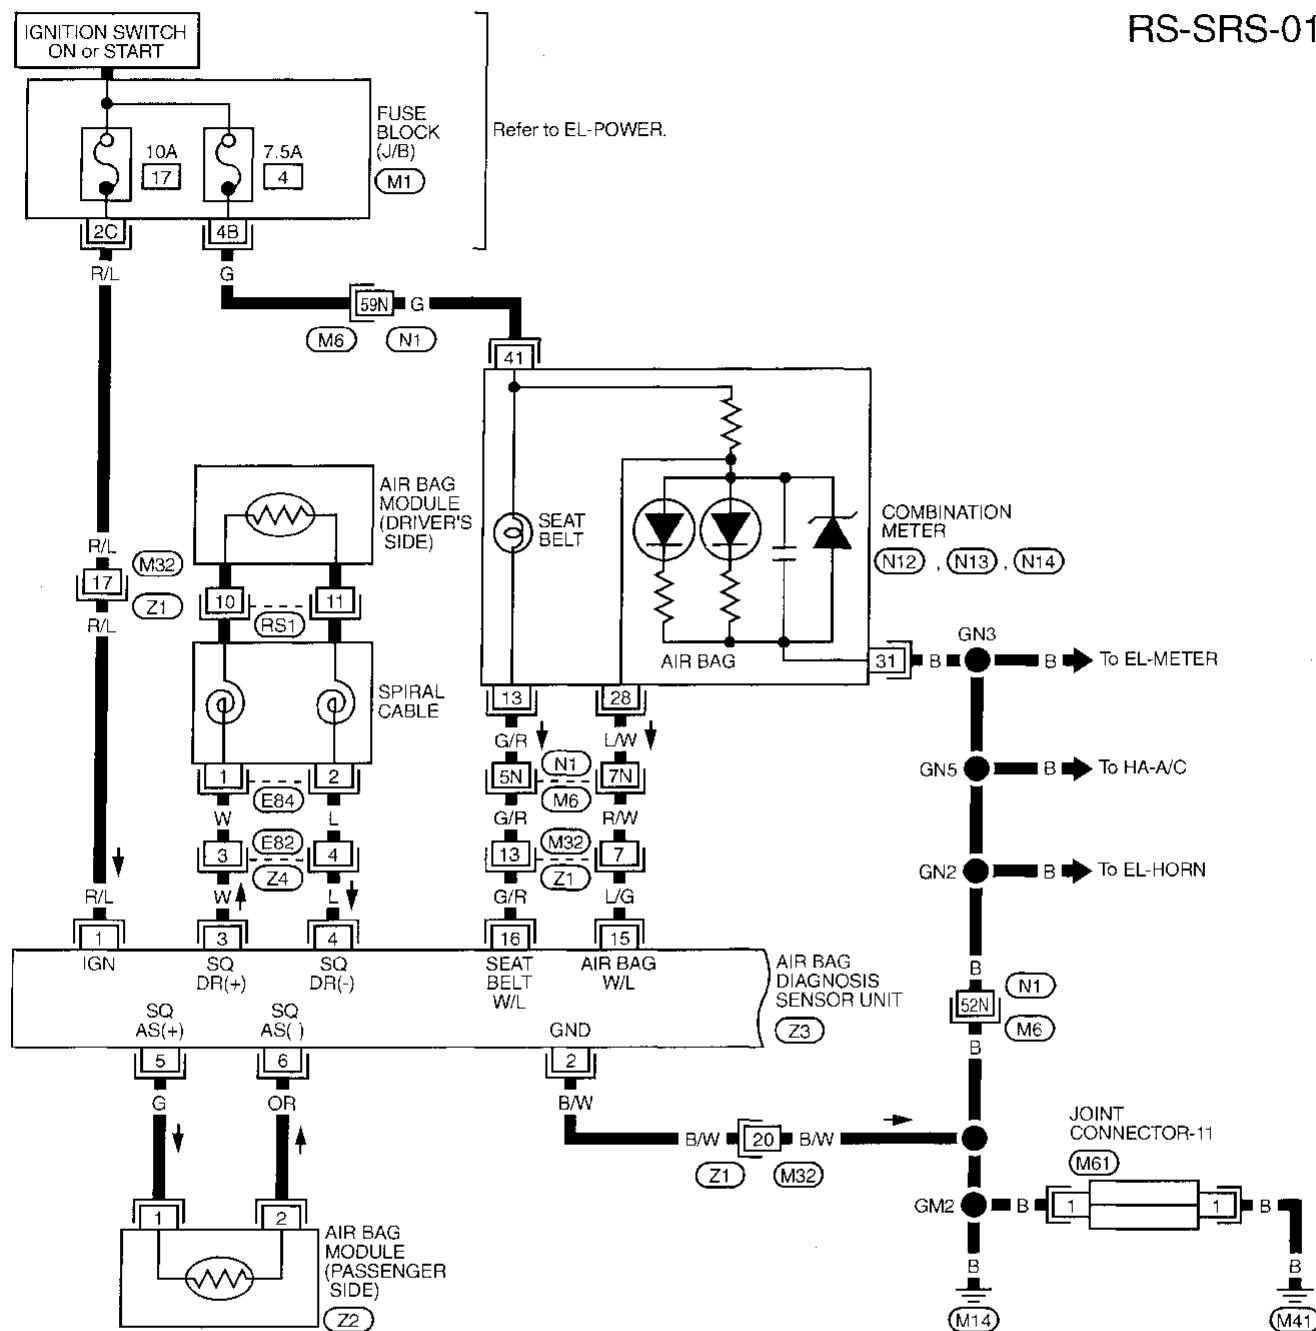 RS-SRS-01
IGNITION SWITCH
ON or START
FUSE
BLOCK
(J/B)
M1
Refer to EL-POWER.
10A
17
7.5A
4
2C
4B
R/L
G
59N
G
M6
N1
41
AIR BAG
MODULE
(DRIVER'S
SIDE)
SEAT
BELT
COMBINATION
METER
N12 , N13 , N14
R/L
17
M32
Z1
R/L
10
11
RS1
AIR BAG
31
B
GN3
B
To EL-METER
SPIRAL
CABLE
13
28
G/R
L/W
5N
N1
7N
M6
GN5
B
To HA-A/C
1
2
E84
W
L
G/R
R/W
3
E82
4
Z4
13
M32
7
Z1
GN2
B
To EL-HORN
R/L
W
L
G/R
L/G
1
3
4
16
15
IGN
SQ
DR(+)
SQ
DR(-)
SEAT
BELT
W/L
AIR BAG
W/L
AIR BAG
DIAGNOSIS
SENSOR UNIT
Z3
B
52N
N1
M6
B
SQ
AS(+)
SQ
AS( )
GND
5
6
2
G
OR
B/W
B/W
20
B/W
Z1
M32
JOINT
CONNECTOR-11
M61
GM2
B
1
1
B
1
2
AIR BAG
MODULE
(PASSENGER
SIDE)
Z2
B
B
M14
M41